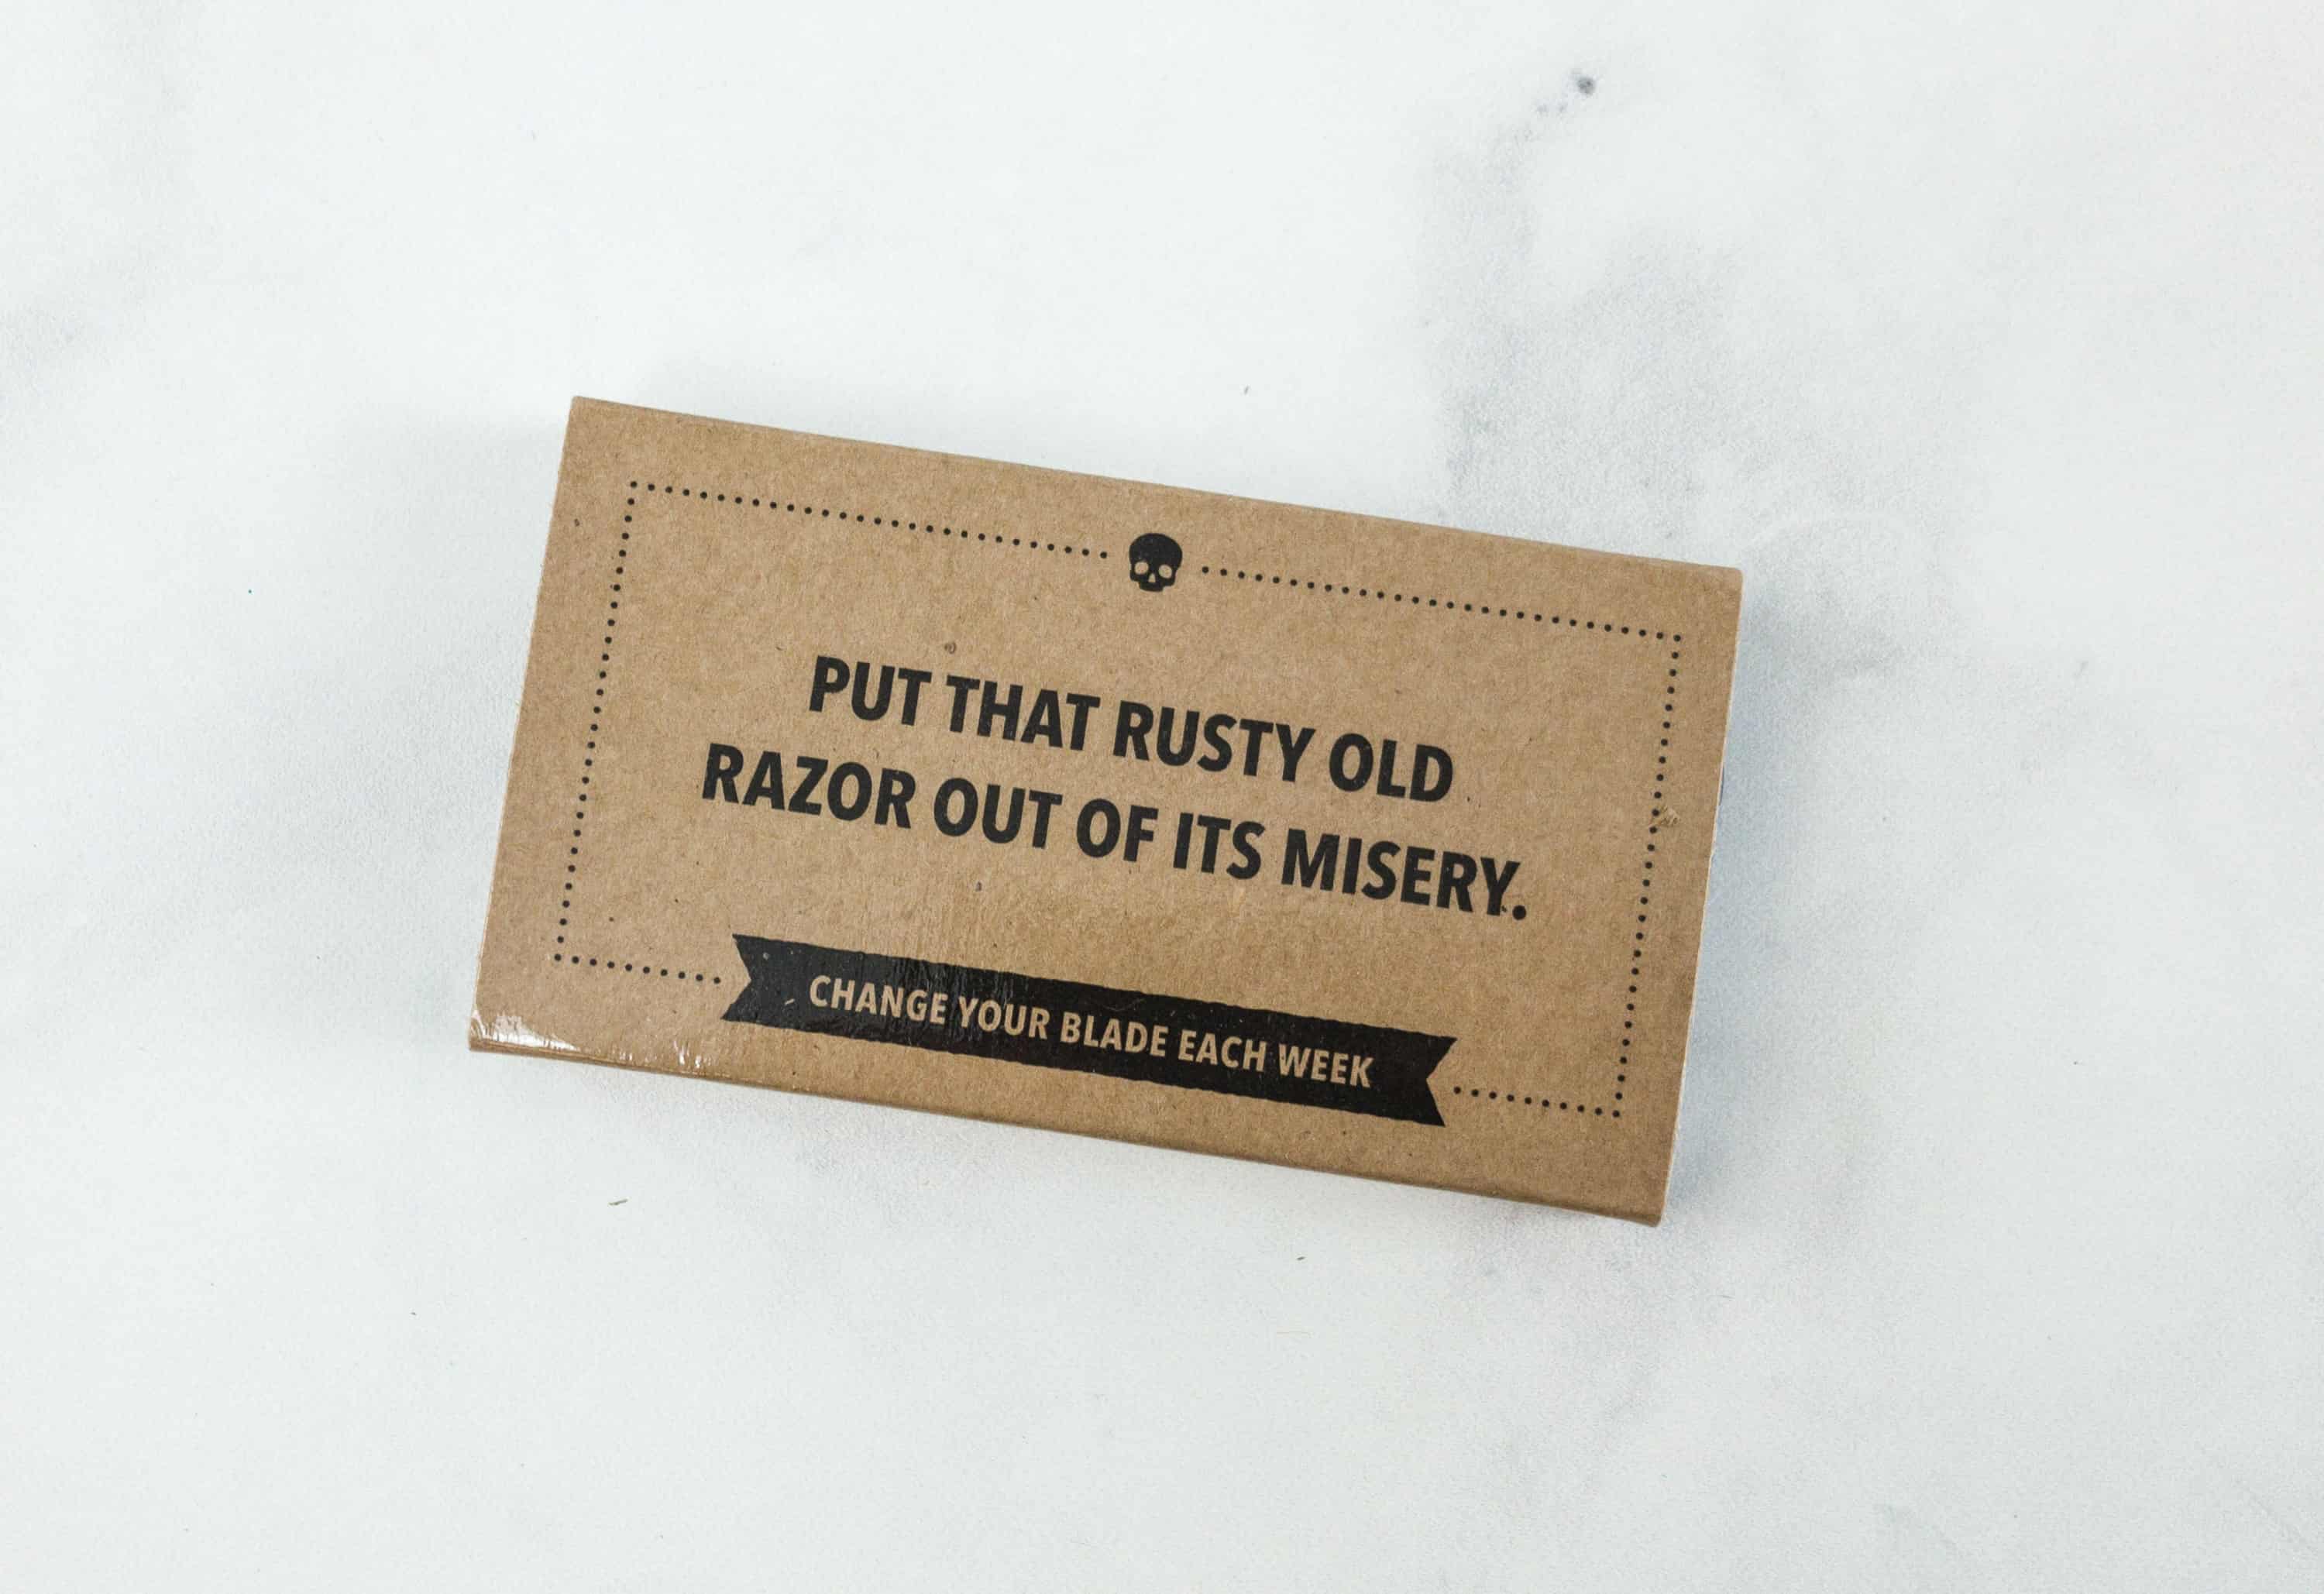 PUT THAT RUSTY OLD
RAZOR OUT OF ITS MISERY.
CHANGE YOUR BLADE EACH WEEK